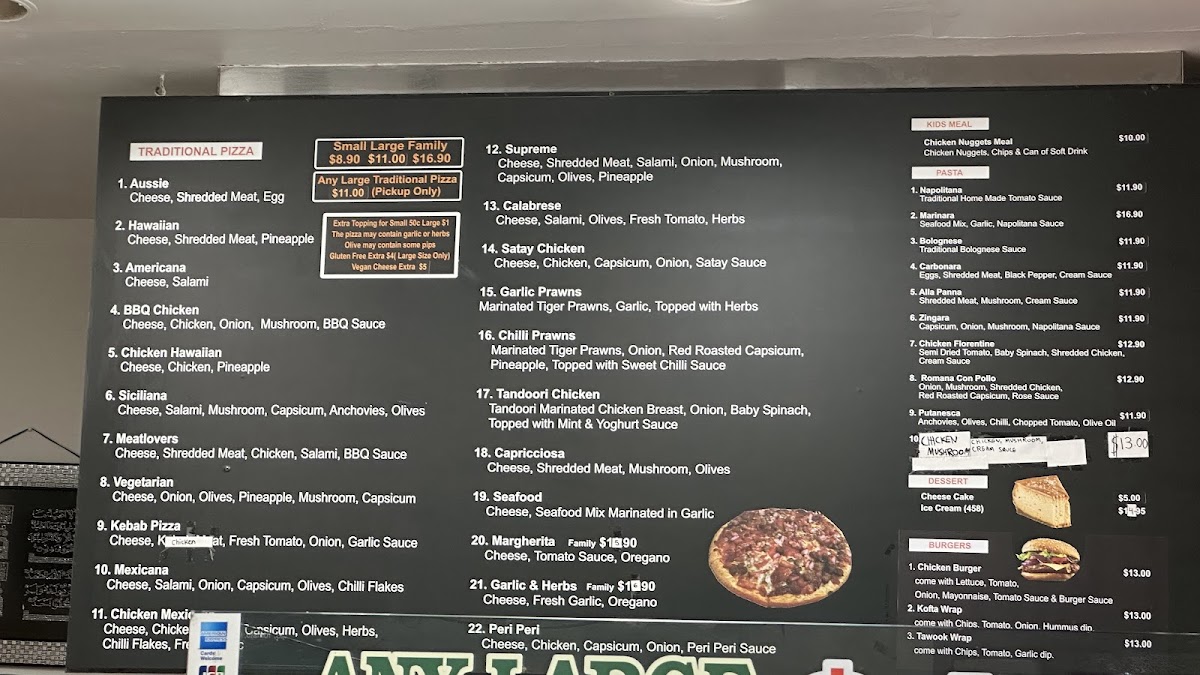 TRADITIONAL PIZZA
Small Large Family
$8.90 $11.00 $16.90
Any Large Traditional Pizza
$11.00 (Pickup Only)
Extra Topping for Small 50c Large $1
The pizza may contain garlic or herbs
Olive may contain some pips
Gluten Free Extra $4( Large Size Only)
Vegan Cheese Extra $5
1. Aussie
Cheese, Shredded Meat, Egg
2. Hawaiian
Cheese, Shredded Meat, Pineapple
3. Americana
Cheese, Salami
4. BBQ Chicken
Cheese, Chicken, Onion, Mushroom, BBQ Sauce
5. Chicken Hawaiian
Cheese, Chicken, Pineapple
6. Siciliana
Cheese, Salami, Mushroom, Capsicum, Anchovies, Olives
7. Meatlovers
Cheese, Shredded Meat, Chicken, Salami, BBQ Sauce
8. Vegetarian
Cheese, Onion, Olives, Pineapple, Mushroom, Capsicum
9. Kebab Pizza
Cheese, Chicken Fresh Tomato, Onion, Garlic Sauce
10. Mexicana
Cheese, Salami, Onion, Capsicum, Olives, Chilli Flakes
11. Chicken
Cheese, Capsicum, Olives, Herbs,
Chilli Flakes,
12. Supreme
Cheese, Shredded Meat, Salami, Onion, Mushroom,
Capsicum, Olives, Pineapple
13. Calabrese
Cheese, Salami, Olives, Fresh Tomato, Herbs
14. Satay Chicken
Cheese, Chicken, Capsicum, Onion, Satay Sauce
15. Garlic Prawns
Marinated Tiger Prawns, Garlic, Topped with Herbs
16. Chilli Prawns
Marinated Tiger Prawns, Onion, Red Roasted Capsicum,
Pineapple, Topped with Sweet Chilli Sauce
17. Tandoori Chicken
Tandoori Marinated Chicken Breast, Onion, Baby Spinach,
Topped with Mint & Yoghurt Sauce
18. Capricciosa
Cheese, Shredded Meat, Mushroom, Olives
19. Seafood
Cheese, Seafood Mix Marinated in Garlic
20. Margherita Family
Cheese, Tomato Sauce, Oregano
21. Garlic & Herbs Family
Cheese, Fresh Garlic, Oregano
22. Peri Peri
Cheese, Chicken, Capsicum, Onion, Peri Peri Sauce
KIDS MEAL
Chicken Nuggets Meal $10.00
Chicken Nuggets, Chips & Can of Soft Drink
PASTA
1. Napolitana $11.90
Traditional Home Made Tomato Sauce
2. Marinara $16.90
Seafood Mix, Garlic, Napolitana Sauce
3. Bolognese $11.90
Traditional Bolognese Sauce
4. Carbonara $11.90
Eggs, Shredded Meat, Black Pepper, Cream Sauce
5. Alla Panna $11.90
Shredded Meat, Mushroom, Cream Sauce
6. Zingara $11.90
Capsicum, Onion, Mushroom, Napolitana Sauce
7. Chicken Florentine $12.90
Semi Dried Tomato, Baby Spinach, Shredded Chicken,
Cream Sauce
8. Romana Con Pollo $12.90
Onion, Mushroom, Shredded Chicken,
Red Roasted Capsicum, Rose Sauce
9. Putanesca $11.90
Anchovies, Olives, Chilli, Chopped Tomato, Olive Oil
10 CHICKEN CHICKEN, MUSHROOM, $13.00
MUSHROOM CREAM SAUCE
DESSERT
Cheese Cake $5.00
Ice Cream (458)
BURGERS
1. Chicken Burger $13.00
come with Lettuce, Tomato,
Onion, Mayonnaise, Tomato Sauce & Burger Sauce
2. Kofta Wrap $13.00
come with Chips, Tomato, Onion, Hummus dip.
3. Tawook Wrap $13.00
come with Chips, Tomato, Garlic dip.
AMERICAN EXPRESS
Cards
Welcome
JCB
ANY LARGE